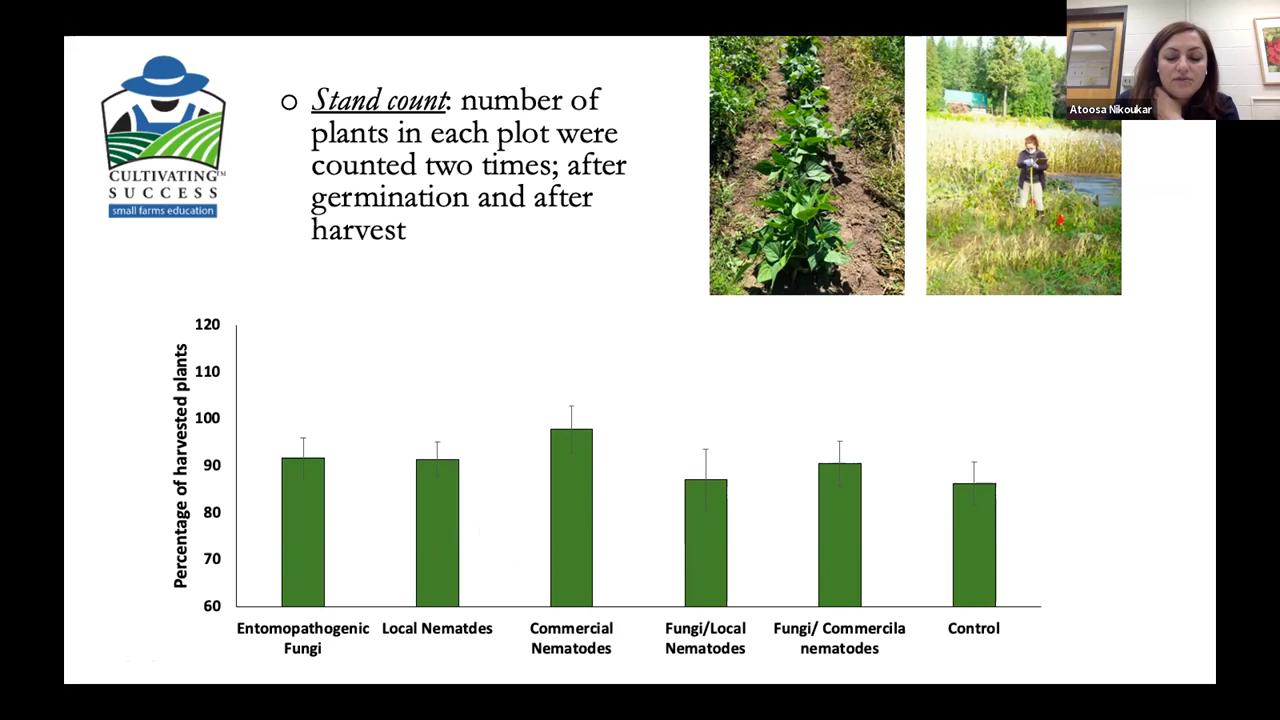 Atoosa Nikoukar
CULTIVATING™
SUCCESS
small farms education
o Stand count: number of
plants in each plot were
counted two times; after
germination and after
harvest
Percentage of harvested plants
120
110
100
90
80
70
60
Entomopathogenic
Fungi
Local Nematdes
Commercial
Nematodes
Fungi/Local
Nematodes
Fungi/ Commercila
nematodes
Control